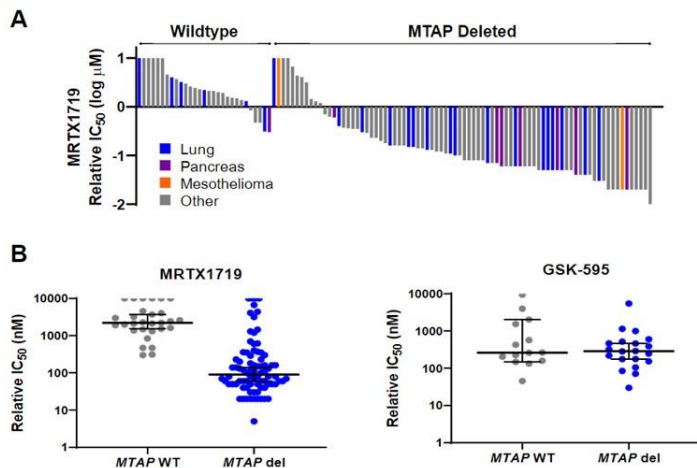 A
Wildtype
MTAP Deleted
MRTX1719
Relative IC50 (log μM)
1
0
-1
-2
Lung
Pancreas
Mesothelioma
Other
B
MRTX1719
Relative IC50 (nM)
10000
1000
100
10
1
MTAP WT
MTAP del
GSK-595
Relative IC50 (nM)
10000
1000
100
10
1
MTAP WT
MTAP del